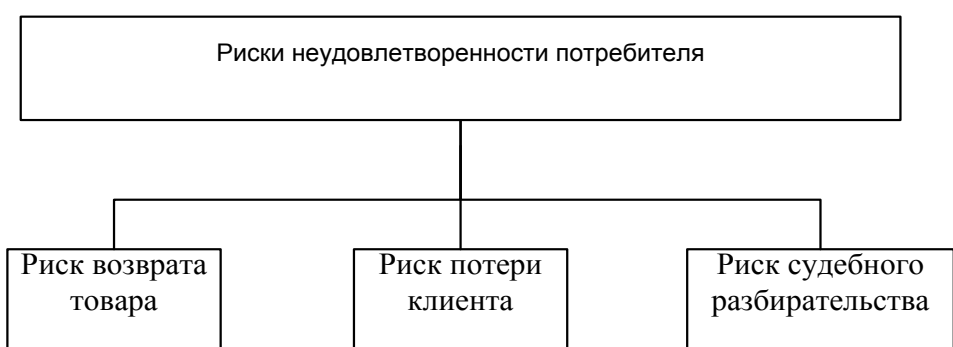 Риски неудовлетворенности потребителя
Риск возврата
товара
Риск потери
клиента
Риск судебного
разбирательства